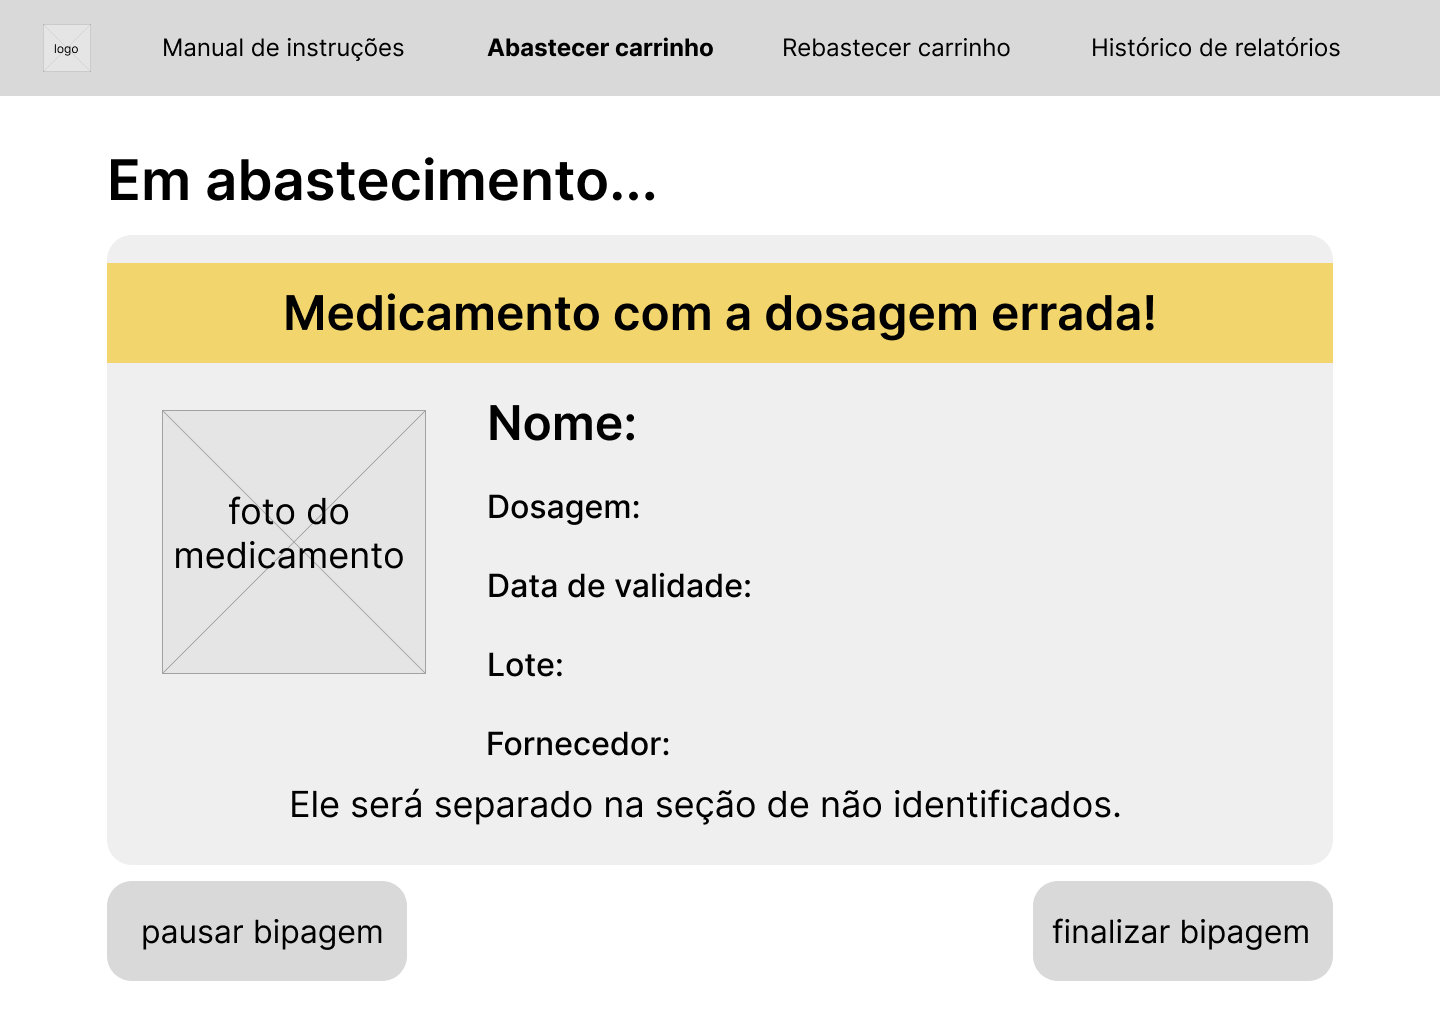 logo
Manual de instruções
Abastecer carrinho
Rebastecer carrinho
Histórico de relatórios
Em abastecimento...
Medicamento com a dosagem errada!
foto do
medicamento
Nome:
Dosagem:
Data de validade:
Lote:
Fornecedor:
Ele será separado na seção de não identificados.
pausar bipagem
finalizar bipagem